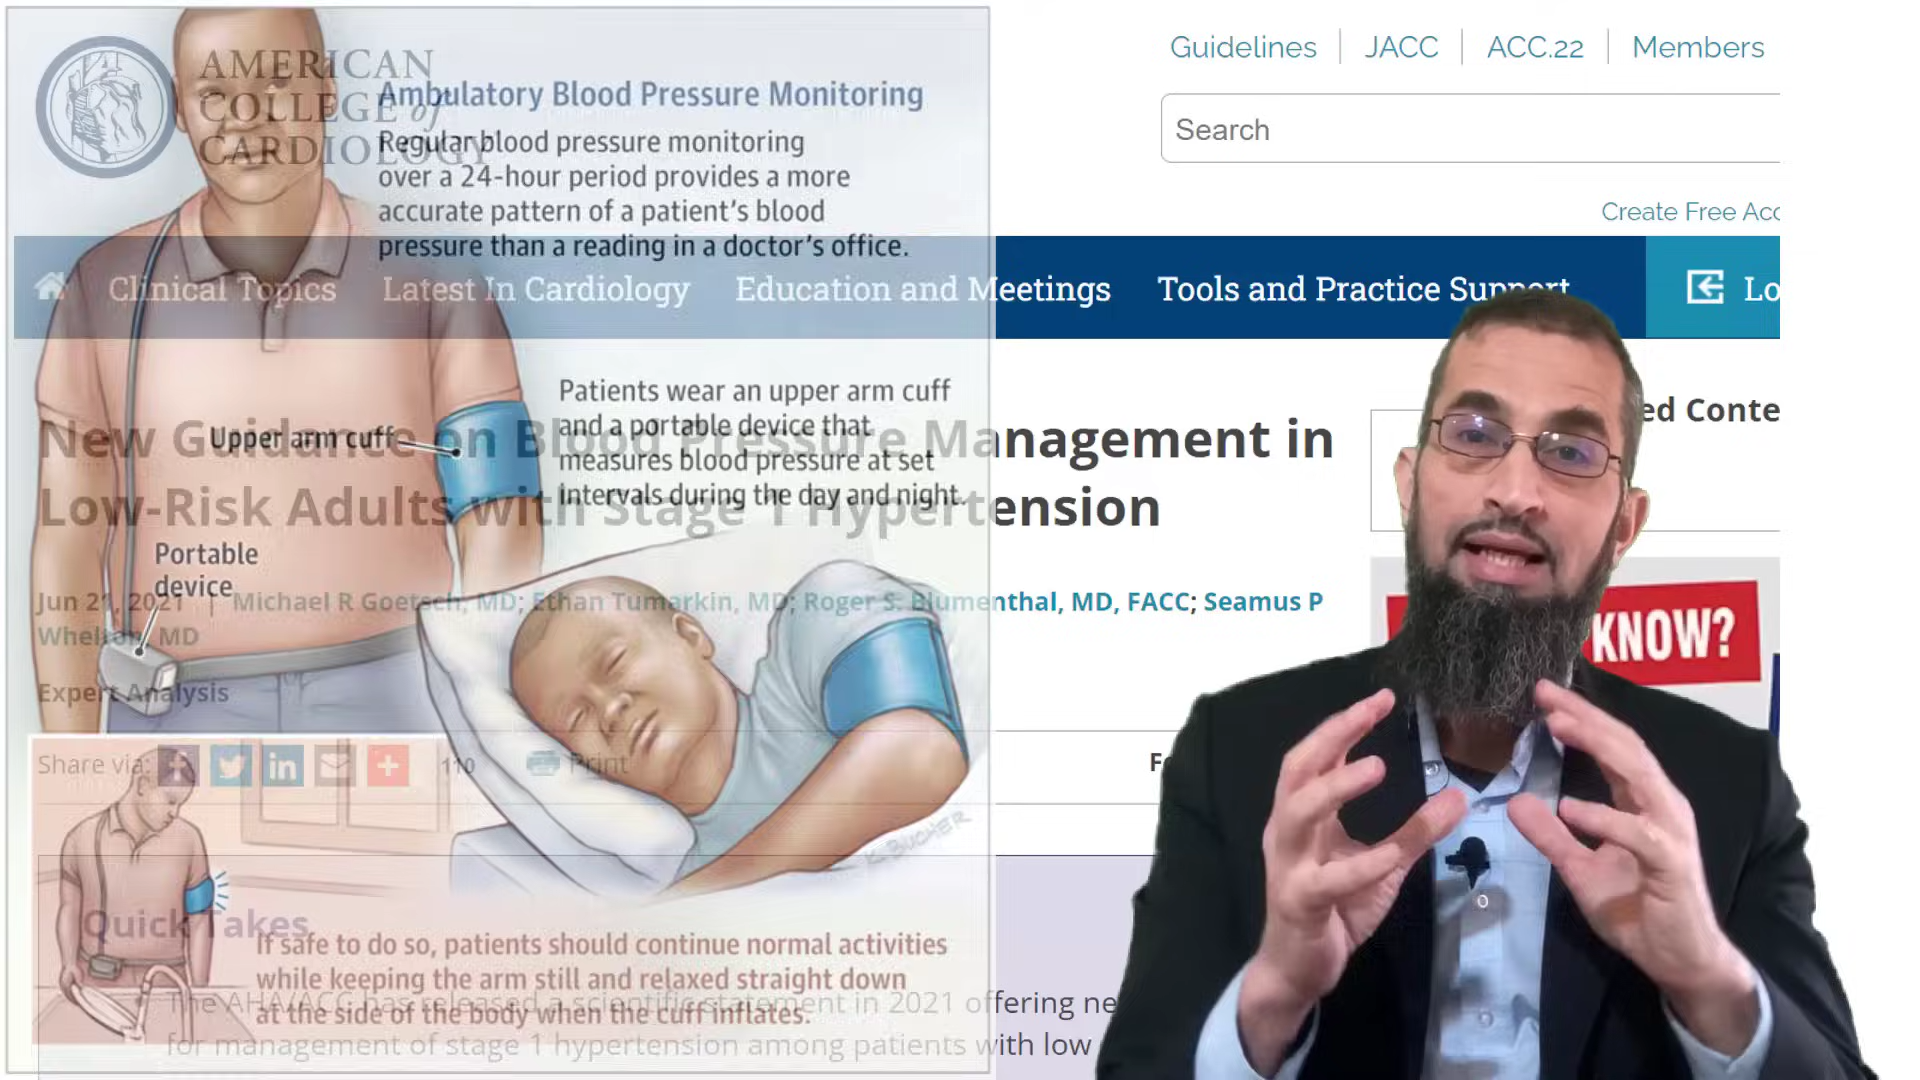 AMERICAN
COLLEGE of
CARDIOLOGY
Guidelines
JACC
ACC.22
Members
Search
Create Free Acc
Clinical Topics
Latest In Cardiology
Education and Meetings
Tools and Practice Support
Lo
Ambulatory Blood Pressure Monitoring
Regular blood pressure monitoring
over a 24-hour period provides a more
accurate pattern of a patient's blood
pressure than a reading in a doctor's office.
Patients wear an upper arm cuff
and a portable device that
measures blood pressure at set
intervals during the day and night.
Upper arm cuff
Portable
device
New Guidance on Blood Pressure Management in
Low-Risk Adults with Stage 1 Hypertension
Jun 21, 2021 | Michael R Goetsch, MD; Ethan Tumarkin, MD; Roger S. Blumenthal, MD, FACC; Seamus P
Whelton, MD
Expert Analysis
ed Conte
KNOW?
Share via:
110
Print
K. BUCHER
Quick Takes
If safe to do so, patients should continue normal activities
while keeping the arm still and relaxed straight down
at the side of the body when the cuff inflates.
The AHA/ACC has released a scientific statement in 2021 offering ne
for management of stage 1 hypertension among patients with low